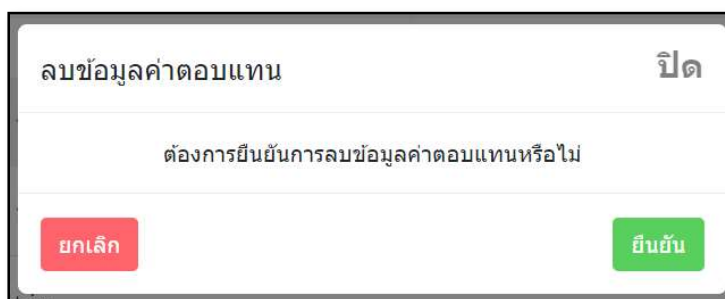 ลบข้อมูลค่าตอบแทน ปิด
ต้องการยืนยันการลบข้อมูลค่าตอบแทนหรือไม่
ยกเลิก ยืนยัน